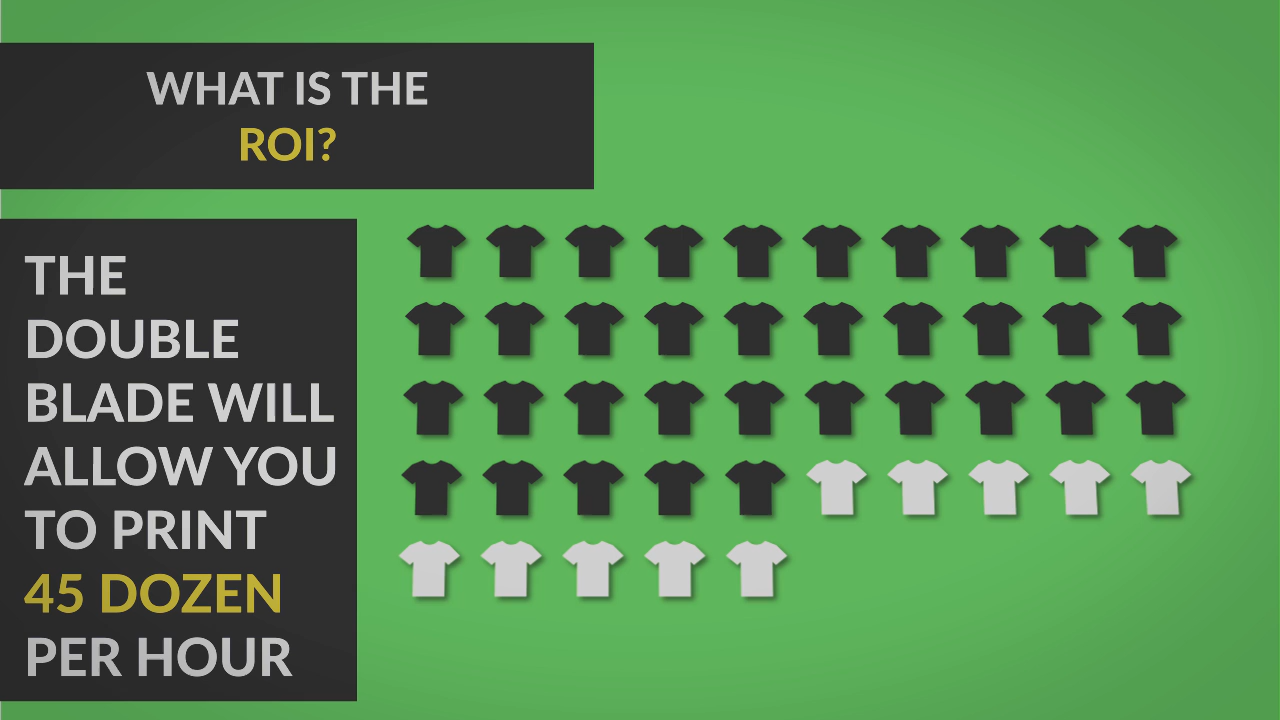 WHAT IS THE
ROI?
THE
DOUBLE
BLADE WILL
ALLOW YOU
TO PRINT
45 DOZEN
PER HOUR